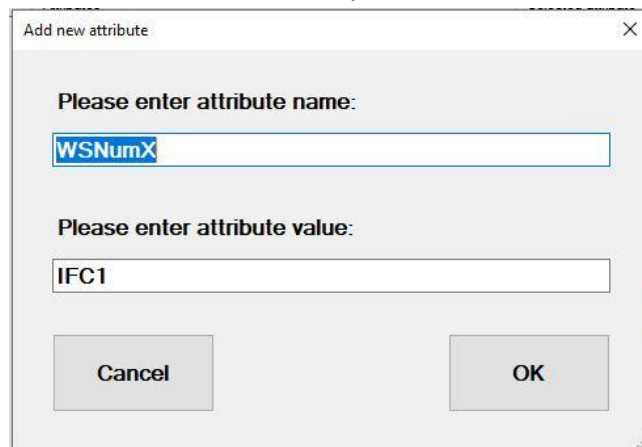 Add new attribute
Please enter attribute name:
WSNumX
Please enter attribute value:
IFC1
Cancel
OK